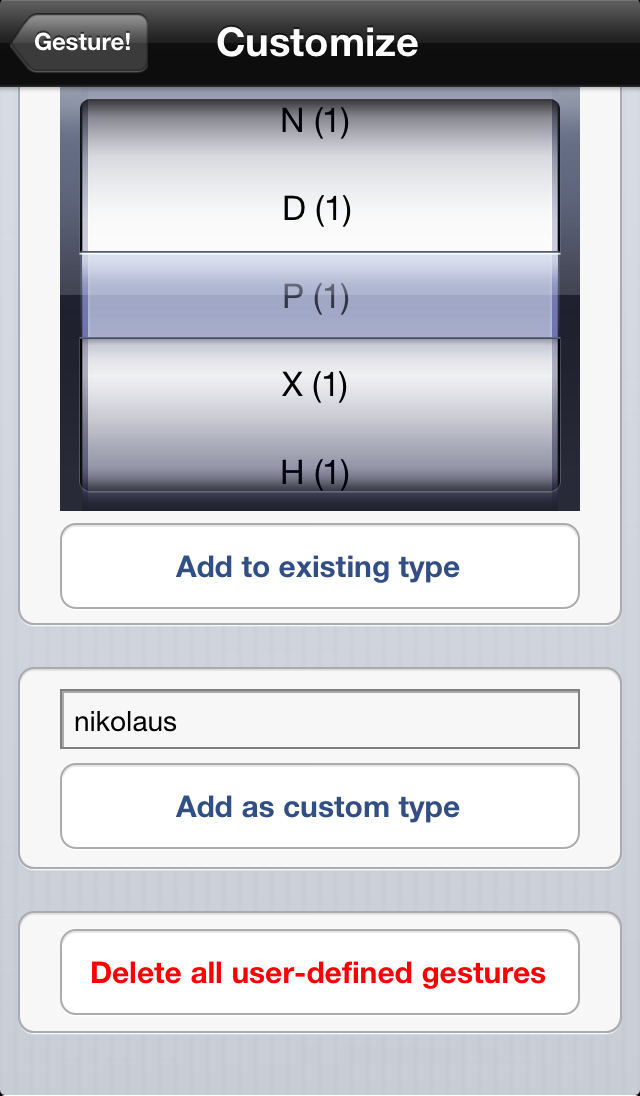 Gesture!
Customize
N (1)
D (1)
P (1)
X (1)
H (1)
Add to existing type
nikolaus
Add as custom type
Delete all user-defined gestures